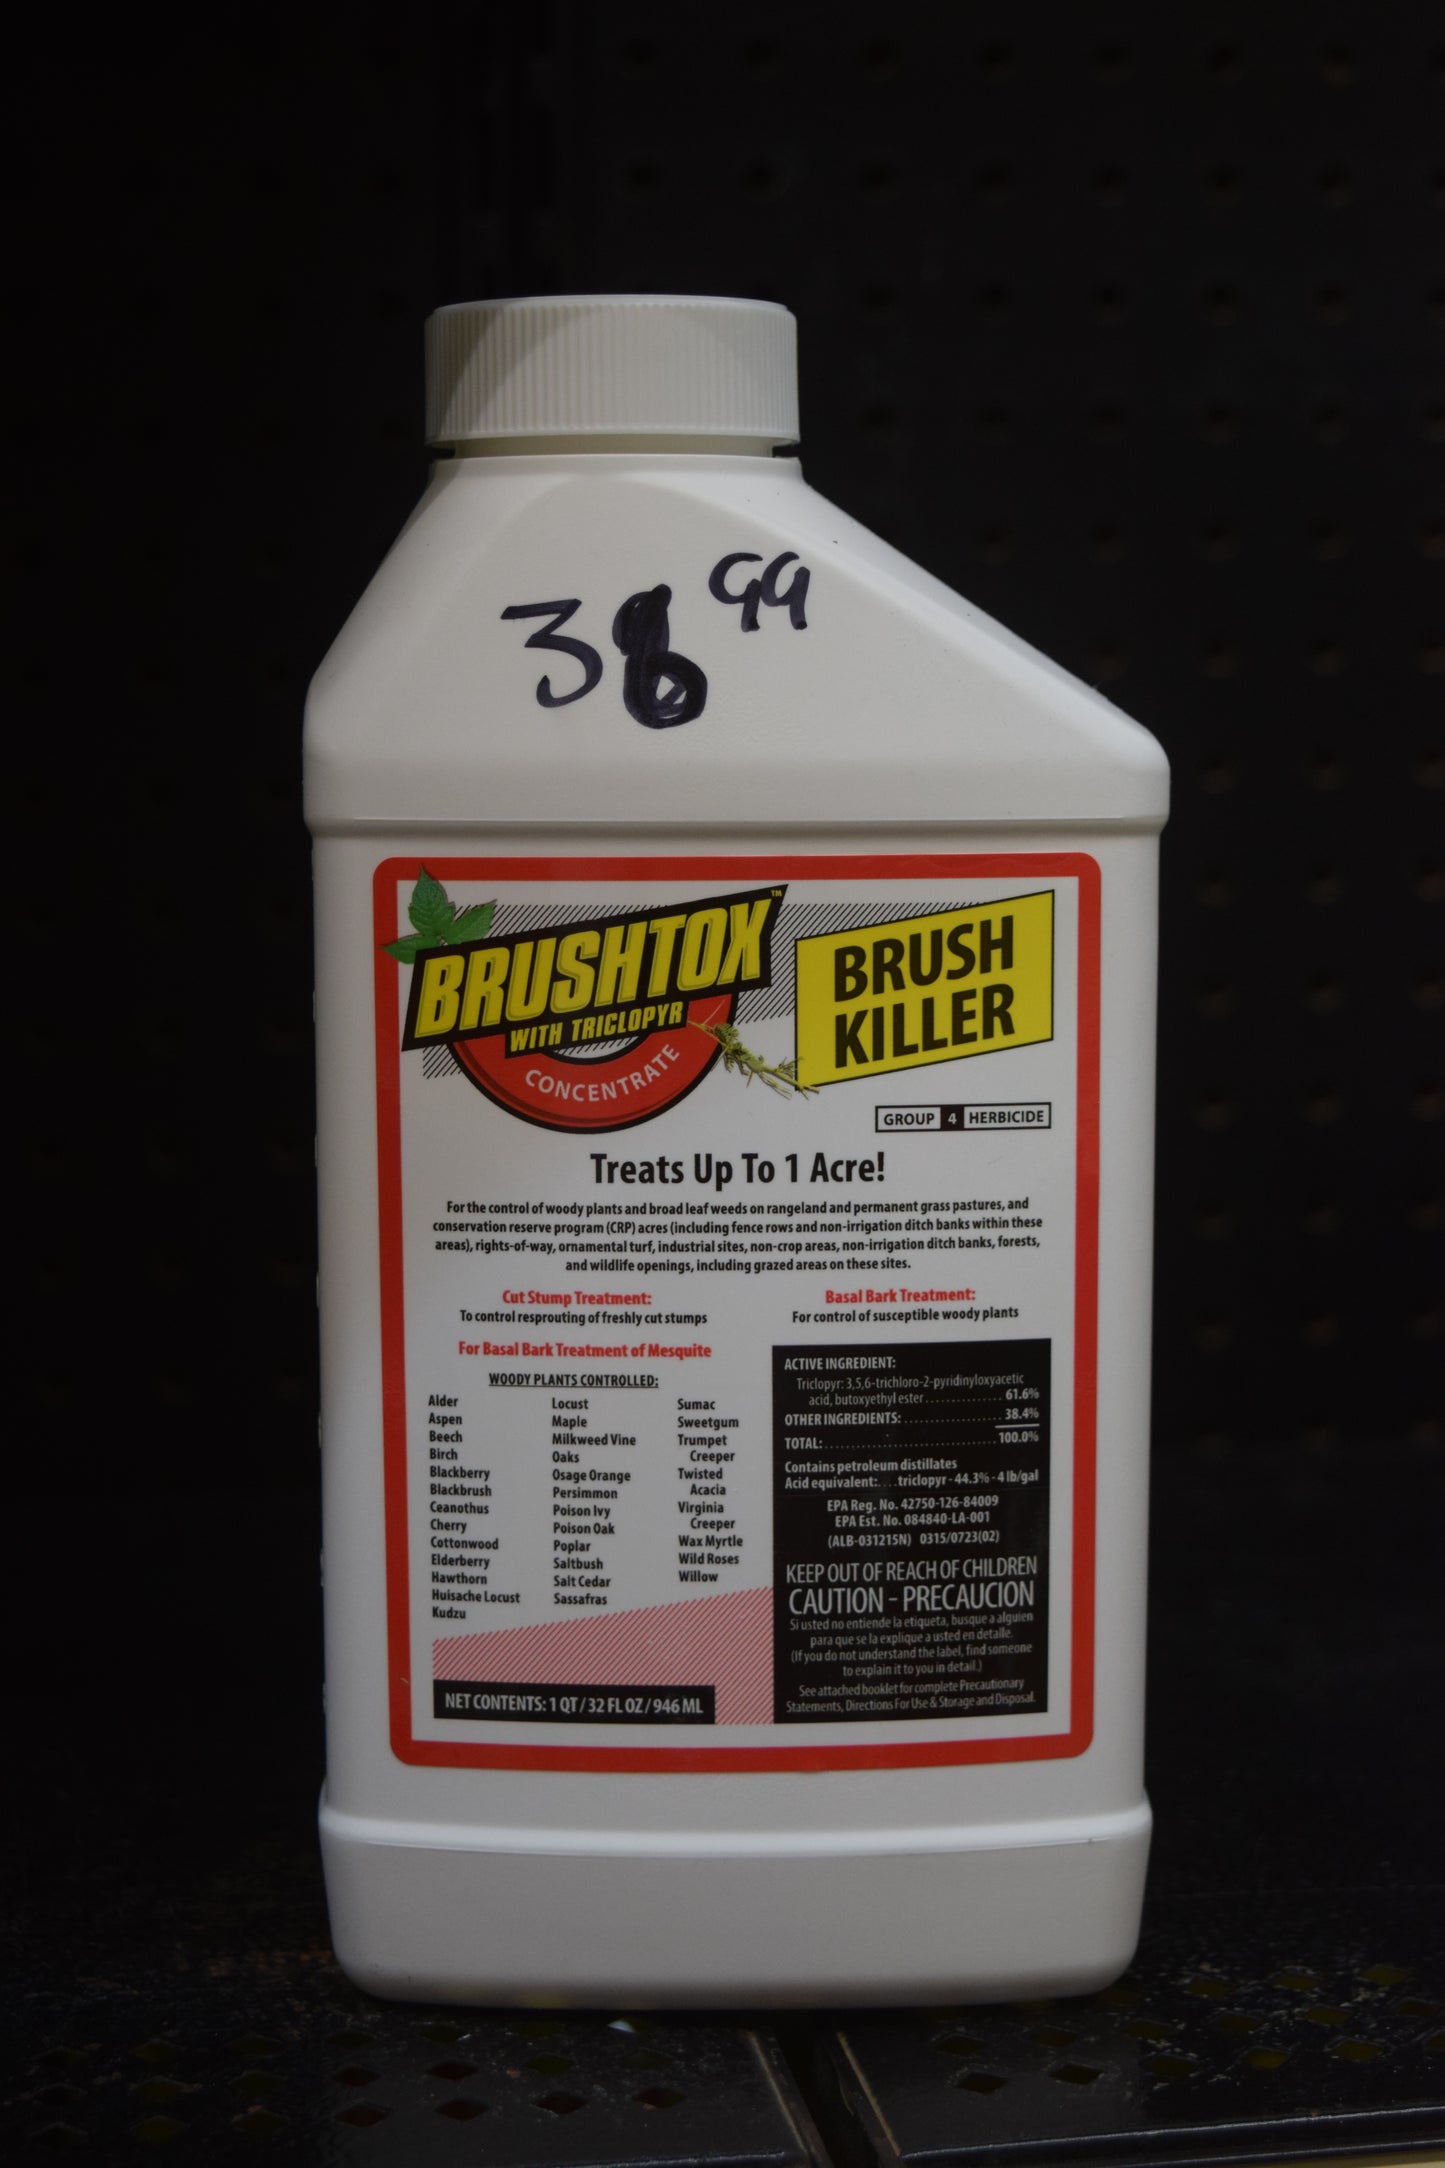 38 99
BRUSHTOX™
WITH TRICLOPYR
CONCENTRATE
BRUSH
KILLER
GROUP 4 HERBICIDE
Treats Up To 1 Acre!
For the control of woody plants and broad leaf weeds on rangeland and permanent grass pastures, and
conservation reserve program (CRP) acres (including fence rows and non-irrigation ditch banks within these
areas), rights-of-way, ornamental turf, industrial sites, non-crop areas, non-irrigation ditch banks, forests,
and wildlife openings, including grazed areas on these sites.
Cut Stump Treatment:
To control resprouting of freshly cut stumps
Basal Bark Treatment:
For control of susceptible woody plants
For Basal Bark Treatment of Mesquite
WOODY PLANTS CONTROLLED:
Alder
Aspen
Beech
Birch
Blackberry
Blackbrush
Ceanothus
Cherry
Cottonwood
Elderberry
Hawthorn
Huisache Locust
Kudzu
Locust
Maple
Milkweed Vine
Oaks
Osage Orange
Persimmon
Poison Ivy
Poison Oak
Poplar
Saltbush
Salt Cedar
Sassafras
Sumac
Sweetgum
Trumpet
Creeper
Twisted
Acacia
Virginia
Creeper
Wax Myrtle
Wild Roses
Willow
NET CONTENTS: 1 QT / 32 FL OZ / 946 ML
ACTIVE INGREDIENT:
Triclopyr: 3,5,6-trichloro-2-pyridinyloxyacetic
acid, butoxyethyl ester.............. 61.6%
OTHER INGREDIENTS: .................... 38.4%
TOTAL:................................ 100.0%
Contains petroleum distillates
Acid equivalent:....triclopyr - 44.3% - 4 lb/gal
EPA Reg. No. 42750-126-84009
EPA Est. No. 084840-LA-001
(ALB-031215N) 0315/0723(02)
KEEP OUT OF REACH OF CHILDREN
CAUTION - PRECAUCION
Si usted no entiende la etiqueta, busque a alguien
para que se la explique a usted en detalle.
(If you do not understand the label, find someone
to explain it to you in detail.)
See attached booklet for complete Precautionary
Statements, Directions For Use & Storage and Disposal.